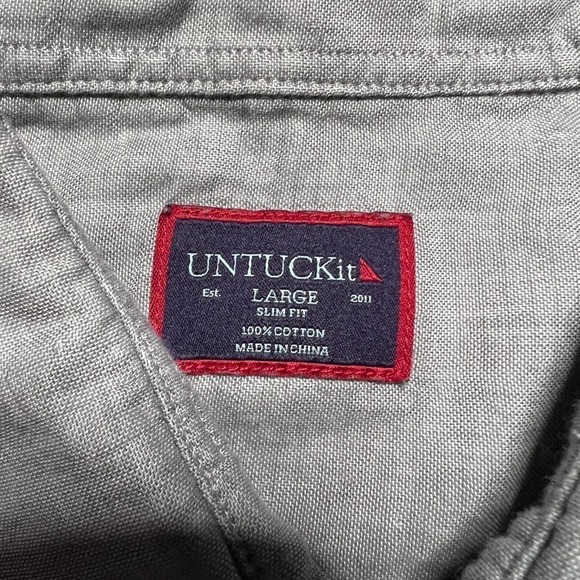 UNTUCKit
Est. LARGE 2011
SLIM FIT
100% COTTON
MADE IN CHINA